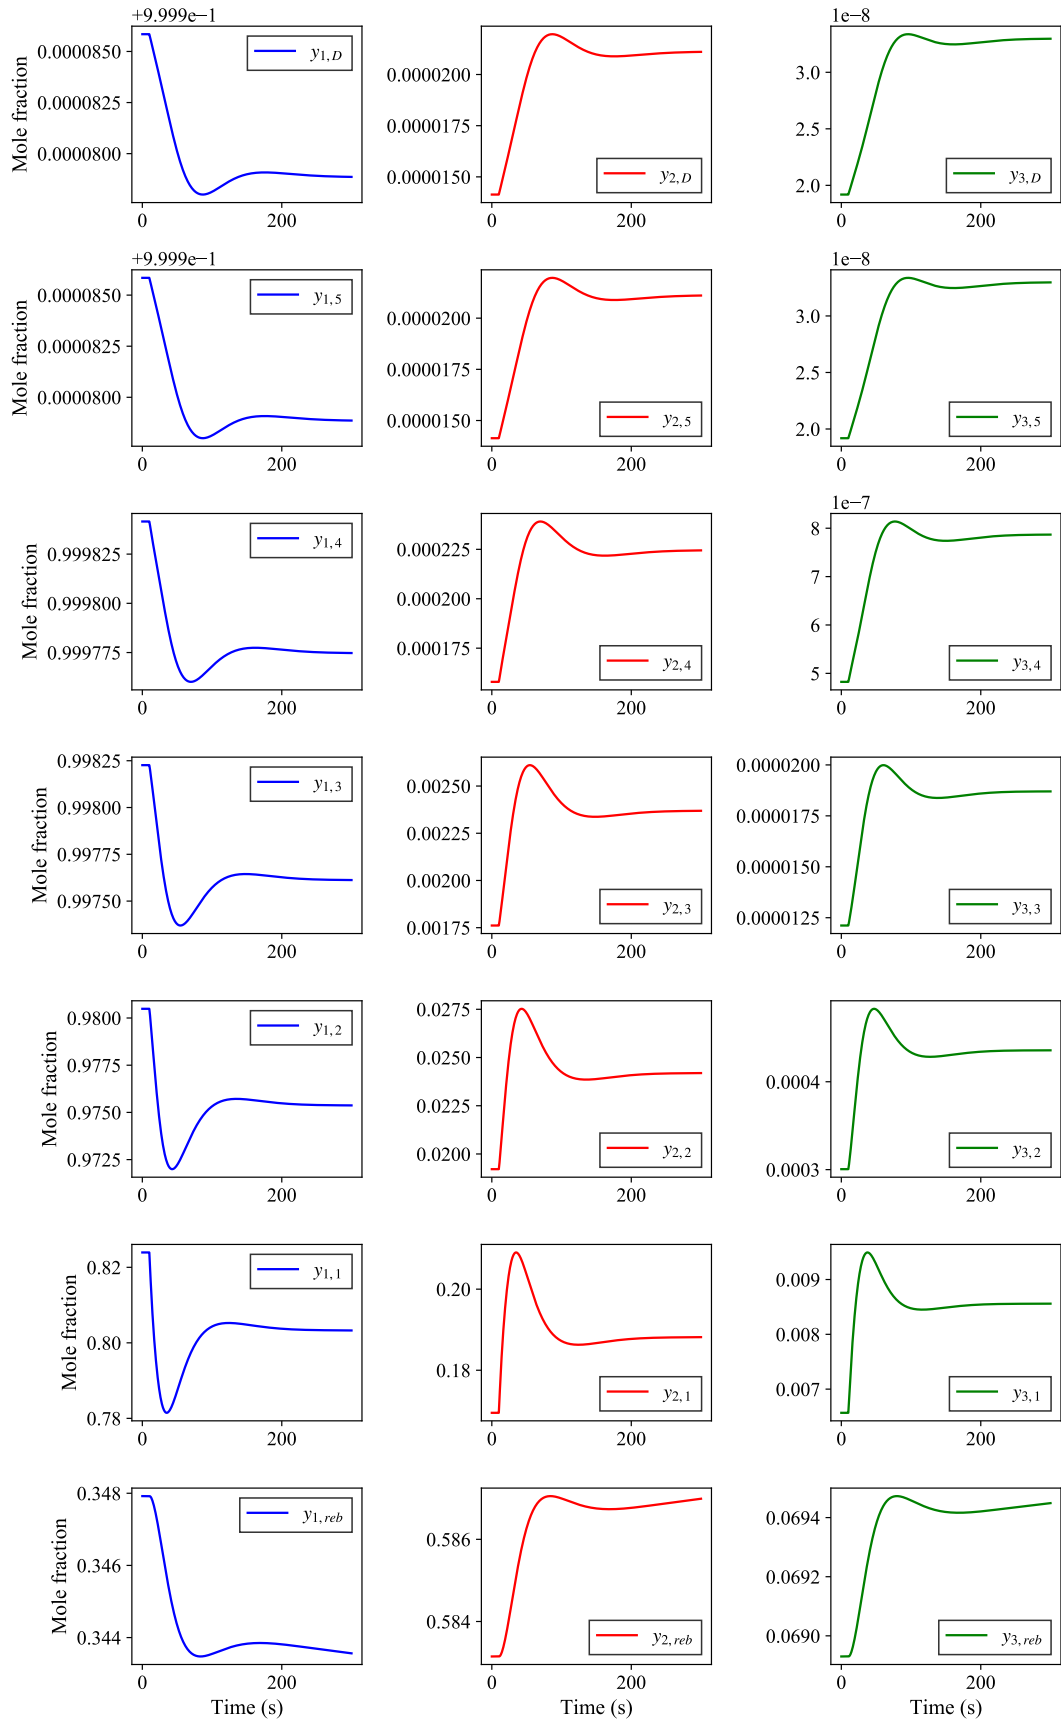 +9.999e−1
1e−8
Mole fraction
0.0000850
0.0000825
0.0000800
y1,D
0 200
0.0000200
0.0000175
0.0000150
y2,D
0 200
3.0
2.5
2.0
y3,D
0 200
+9.999e−1
1e−8
Mole fraction
0.0000850
0.0000825
0.0000800
y1,5
0 200
0.0000200
0.0000175
0.0000150
y2,5
0 200
3.0
2.5
2.0
y3,5
0 200
1e−7
Mole fraction
0.999825
0.999800
0.999775
y1,4
0 200
0.000225
0.000200
0.000175
y2,4
0 200
8
7
6
5
y3,4
0 200
Mole fraction
0.99825
0.99800
0.99775
0.99750
y1,3
0 200
0.00250
0.00225
0.00200
0.00175
y2,3
0 200
0.0000200
0.0000175
0.0000150
0.0000125
y3,3
0 200
Mole fraction
0.9800
0.9775
0.9750
0.9725
y1,2
0 200
0.0275
0.0250
0.0225
0.0200
y2,2
0 200
0.0004
0.0003
y3,2
0 200
Mole fraction
0.82
0.80
0.78
y1,1
0 200
0.20
0.18
y2,1
0 200
0.009
0.008
0.007
y3,1
0 200
Mole fraction
0.348
0.346
0.344
y1,reb
0 200
Time (s)
0.586
0.584
y2,reb
0 200
Time (s)
0.0694
0.0692
0.0690
y3,reb
0 200
Time (s)